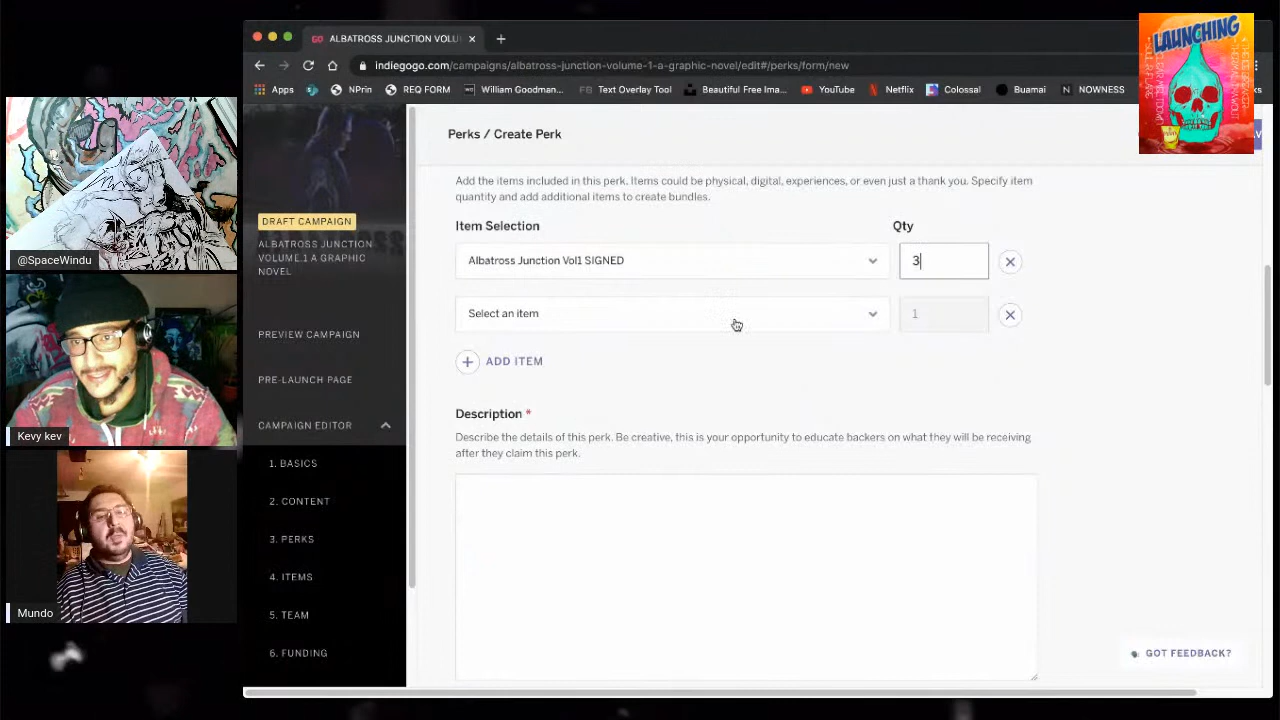 ALBATROSS JUNCTION VOLU
indiegogo.com/campaigns/albatross-junction-volume-1-a-graphic-novel/edit#/perks/form/new
Apps
NPrin
REQ FORM
William Goodman...
Text Overlay Tool
Beautiful Free Ima...
YouTube
Netflix
Colossal
Buamai
NOWNESS
LAUNCHING
Perks / Create Perk
DRAFT CAMPAIGN
ALBATROSS JUNCTION
VOLUME.1 A GRAPHIC
NOVEL
PREVIEW CAMPAIGN
PRE-LAUNCH PAGE
CAMPAIGN EDITOR
1. BASICS
2. CONTENT
3. PERKS
4. ITEMS
5. TEAM
6. FUNDING
Add the items included in this perk. Items could be physical, digital, experiences, or even just a thank you. Specify item
quantity and add additional items to create bundles.
Item Selection
Qty
Albatross Junction Vol1 SIGNED
3
Select an item
1
ADD ITEM
Description *
Describe the details of this perk. Be creative, this is your opportunity to educate backers on what they will be receiving
after they claim this perk.
GOT FEEDBACK?
@SpaceWindu
Kevy kev
Mundo